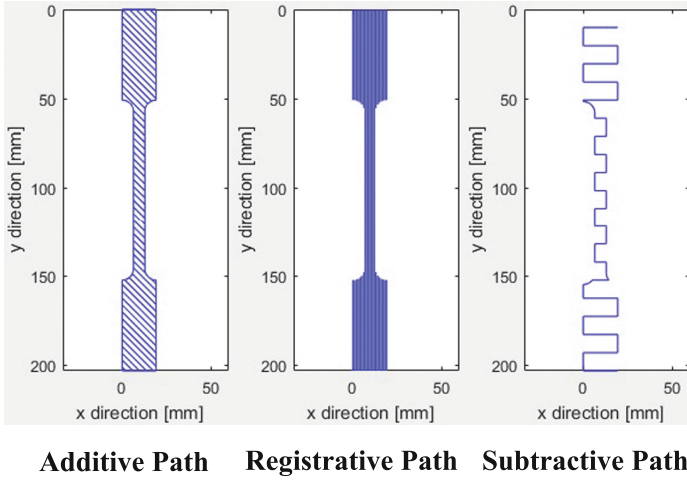 0
50
100
150
200
y direction [mm]
0
50
x direction [mm]
0
50
100
150
200
y direction [mm]
0
50
x direction [mm]
0
50
100
150
200
y direction [mm]
0
50
x direction [mm]
Additive Path
Registrative Path
Subtractive Path